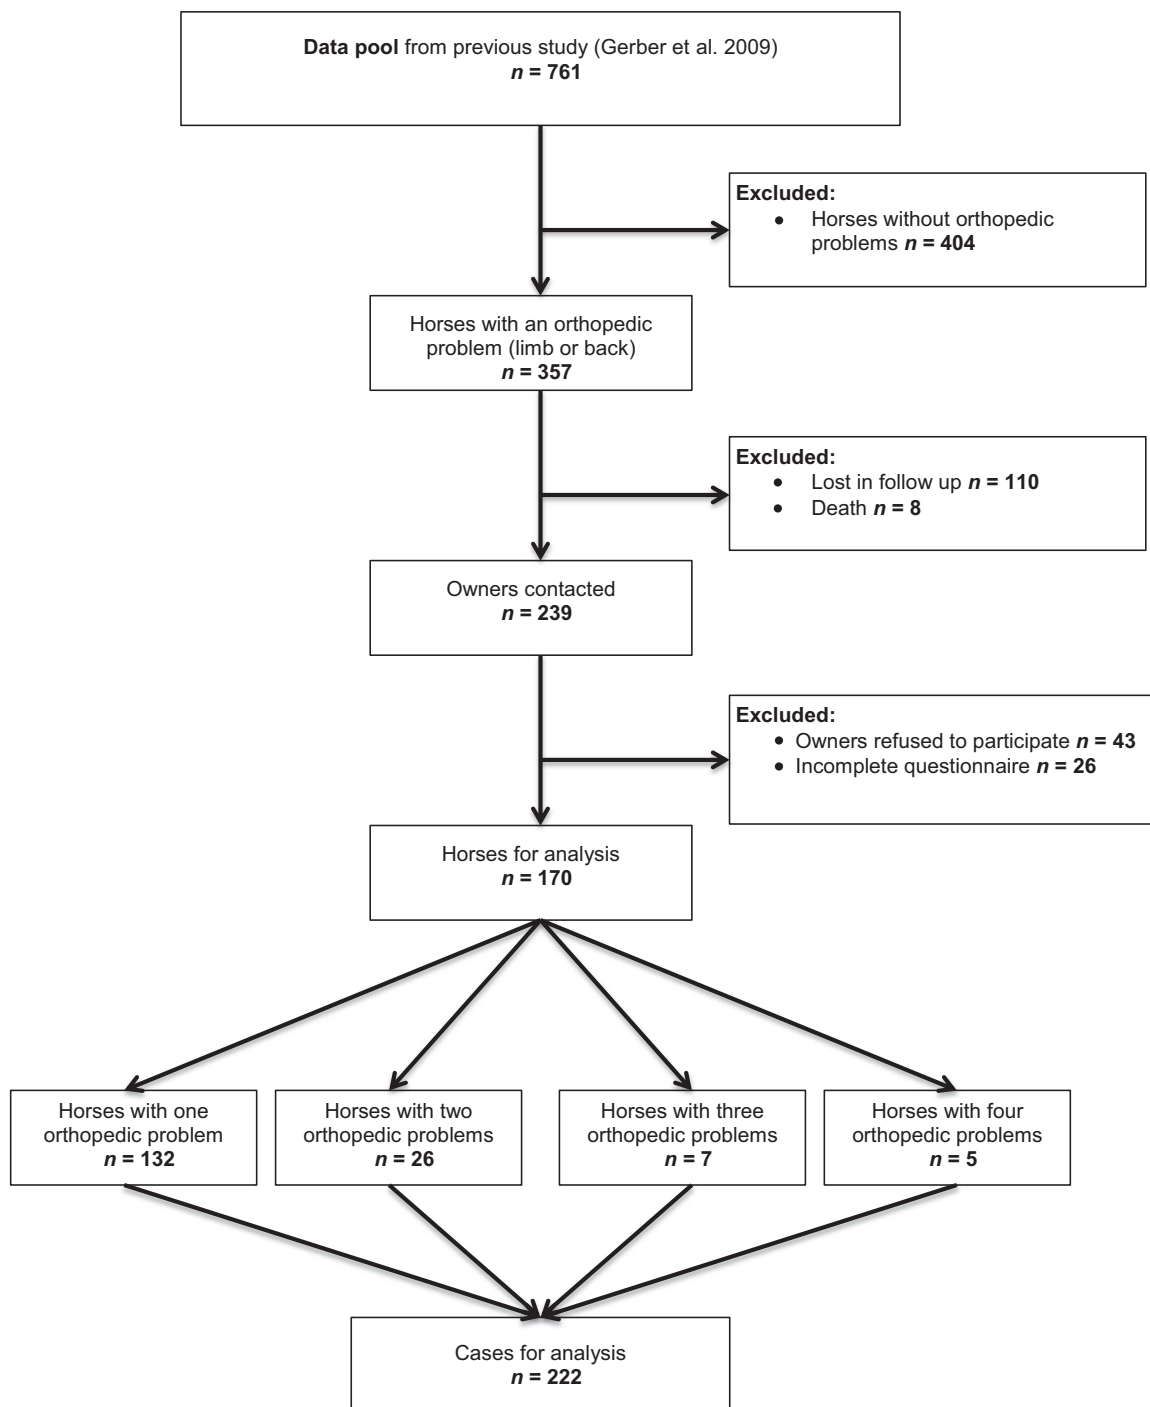 Data pool from previous study (Gerber et al. 2009)
n = 761
Excluded:
• Horses without orthopedic
problems n = 404
Horses with an orthopedic
problem (limb or back)
n = 357
Excluded:
• Lost in follow up n = 110
• Death n = 8
Owners contacted
n = 239
Excluded:
• Owners refused to participate n = 43
• Incomplete questionnaire n = 26
Horses for analysis
n = 170
Horses with one
orthopedic problem
n = 132
Horses with two
orthopedic problems
n = 26
Horses with three
orthopedic problems
n = 7
Horses with four
orthopedic problems
n = 5
Cases for analysis
n = 222